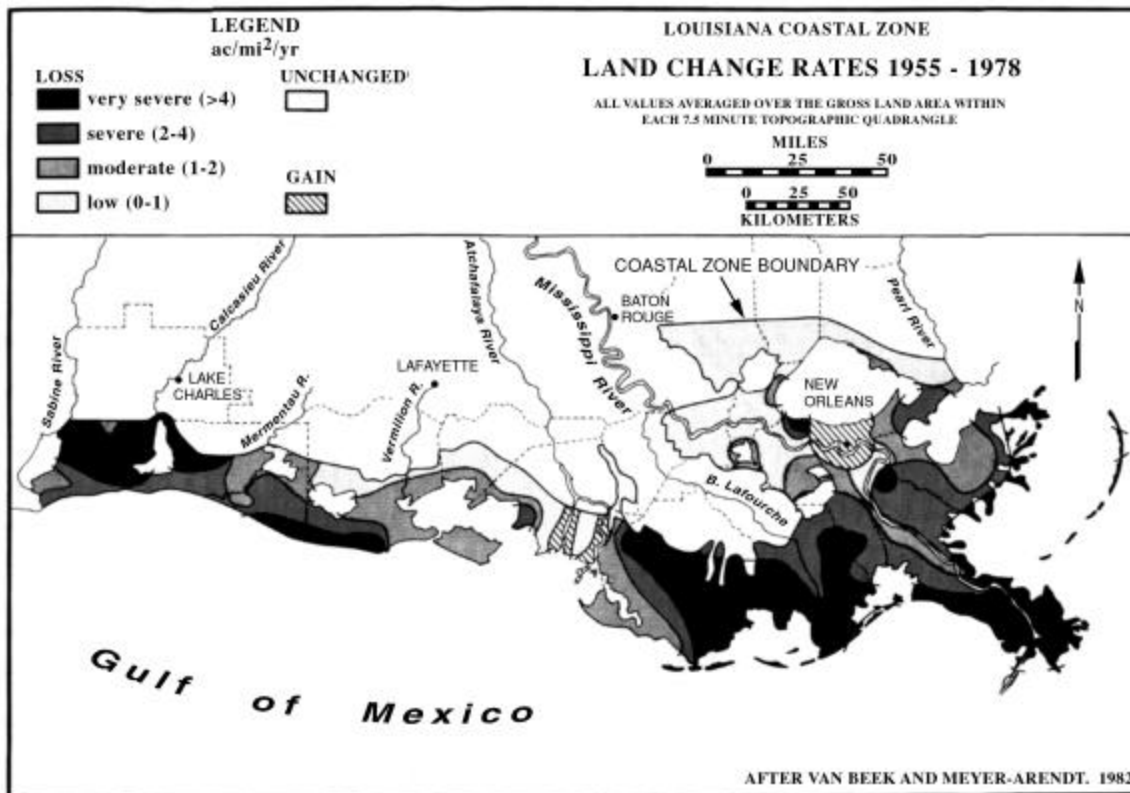 LEGEND
ac/mi²/yr
LOSS
very severe (>4)
severe (2-4)
moderate (1-2)
low (0-1)
UNCHANGED
GAIN
LOUISIANA COASTAL ZONE
LAND CHANGE RATES 1955 - 1978
ALL VALUES AVERAGED OVER THE GROSS LAND AREA WITHIN
EACH 7.5 MINUTE TOPOGRAPHIC QUADRANGLE
MILES
0 25 50
0 25 50
KILOMETERS
Sabine River
Calcasieu River
LAKE
CHARLES
Mermentau R.
Vermilion R.
LAFAYETTE
Atchafalaya River
Mississippi River
BATON
ROUGE
COASTAL ZONE BOUNDARY
Pearl River
N
NEW
ORLEANS
B. Lafourche
Gulf of Mexico
AFTER VAN BEEK AND MEYER-ARENDT. 1982